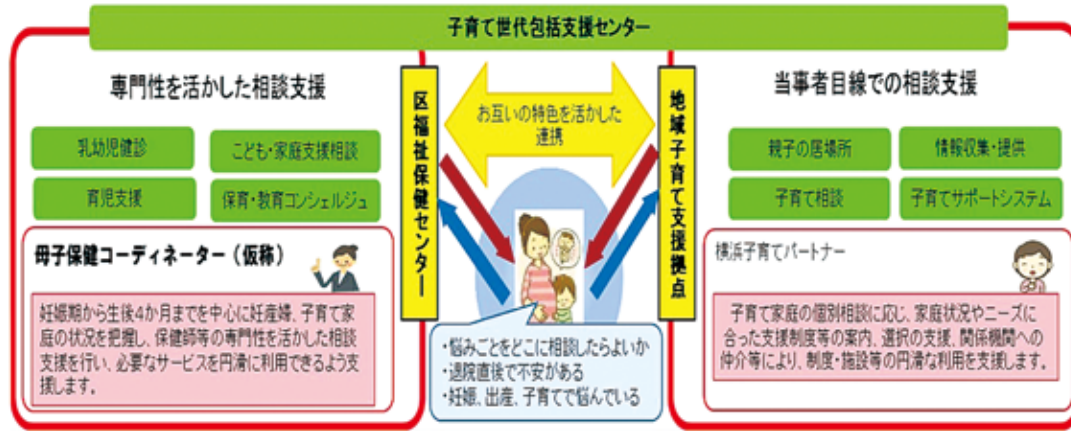 子育て世代包括支援センター
専門性を活かした相談支援
乳幼児健診
こども・家庭支援相談
育児支援
保育・教育コンシェルジュ
母子保健コーディネーター（仮称）
妊娠期から生後4か月までを中心に妊産婦、子育て家
庭の状況を把握し、保健師等の専門性を活かした相談
支援を行い、必要なサービスを円滑に利用できるよう支
援します。
区福祉保健センター
お互いの特色を活かした
連携
地域子育て支援拠点
・悩みごとをどこに相談したらよいか
・退院直後で不安がある
・妊娠、出産、子育てで悩んでいる
当事者目線での相談支援
親子の居場所
情報収集・提供
子育て相談
子育てサポートシステム
横浜子育てパートナー
子育て家庭の個別相談に応じ、家庭状況やニーズに
合った支援制度等の案内、選択の支援、関係機関への
仲介等により、制度・施設等の円滑な利用を支援します。